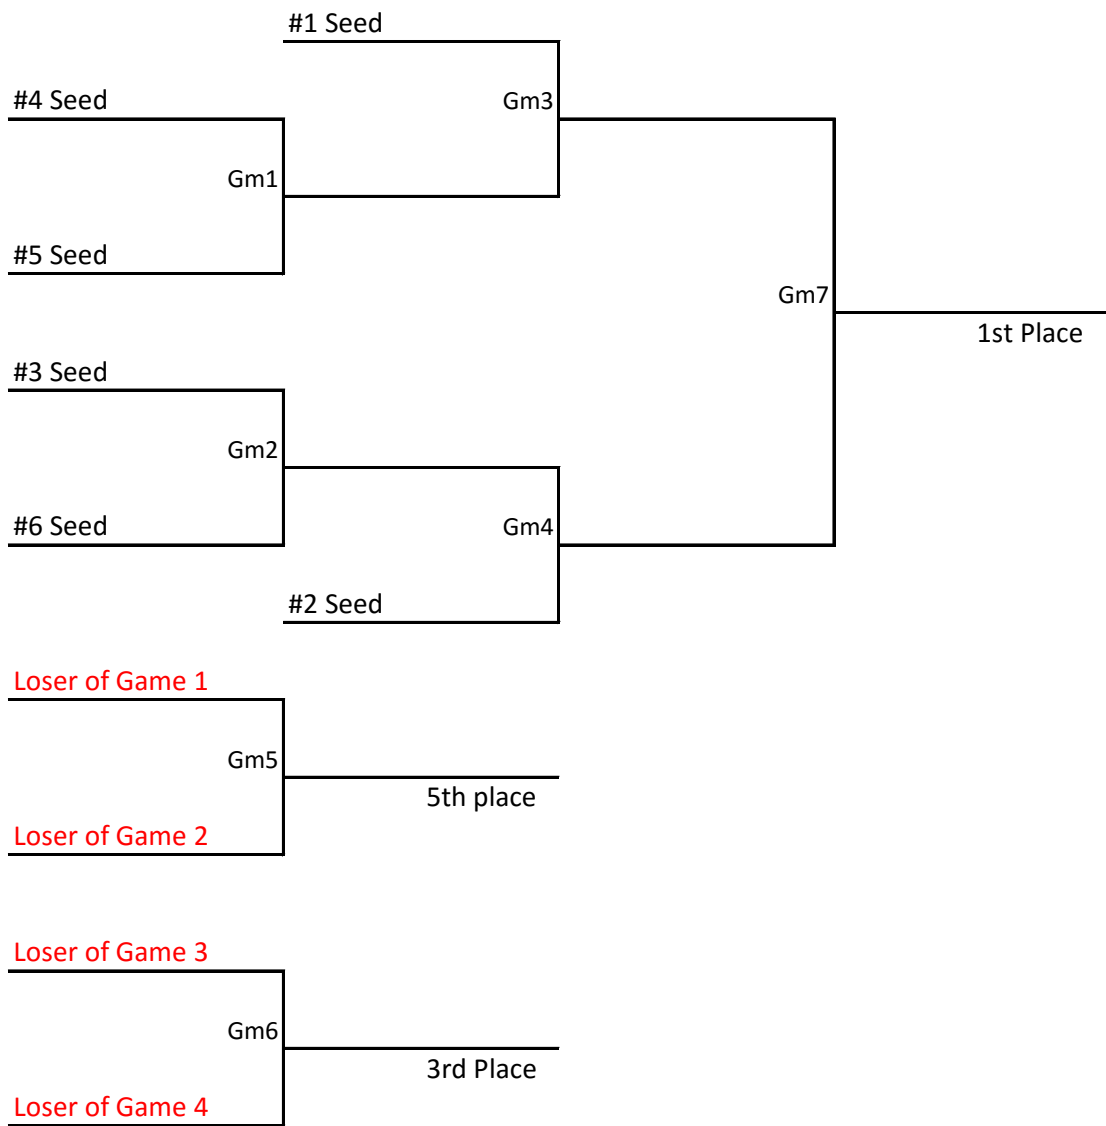 #1 Seed
#4 Seed
Gm3
Gm1
#5 Seed
Gm7
1st Place
#3 Seed
Gm2
#6 Seed
Gm4
#2 Seed
Loser of Game 1
Gm5
5th place
Loser of Game 2
Loser of Game 3
Gm6
3rd Place
Loser of Game 4